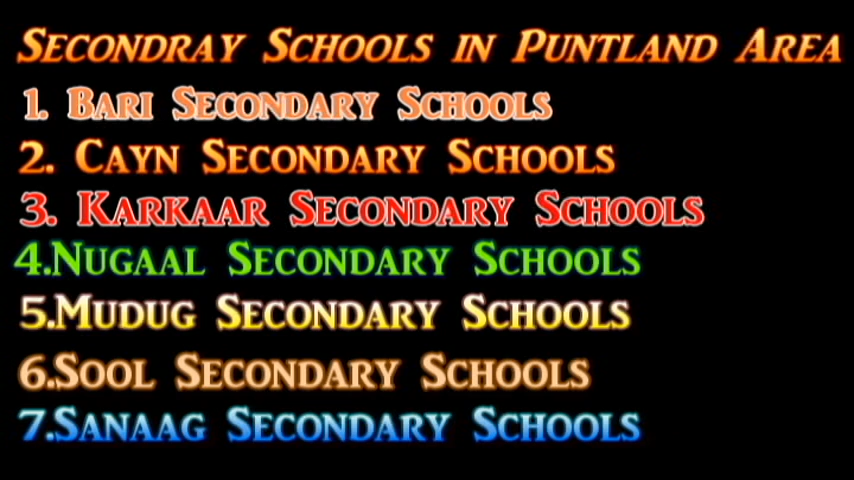 Secondray Schools in Puntland Area
1. Bari Secondary Schools
2. Cayn Secondary Schools
3. Karkaar Secondary Schools
4.Nugaal Secondary Schools
5.Mudug Secondary Schools
6.Sool Secondary Schools
7.Sanaag Secondary Schools